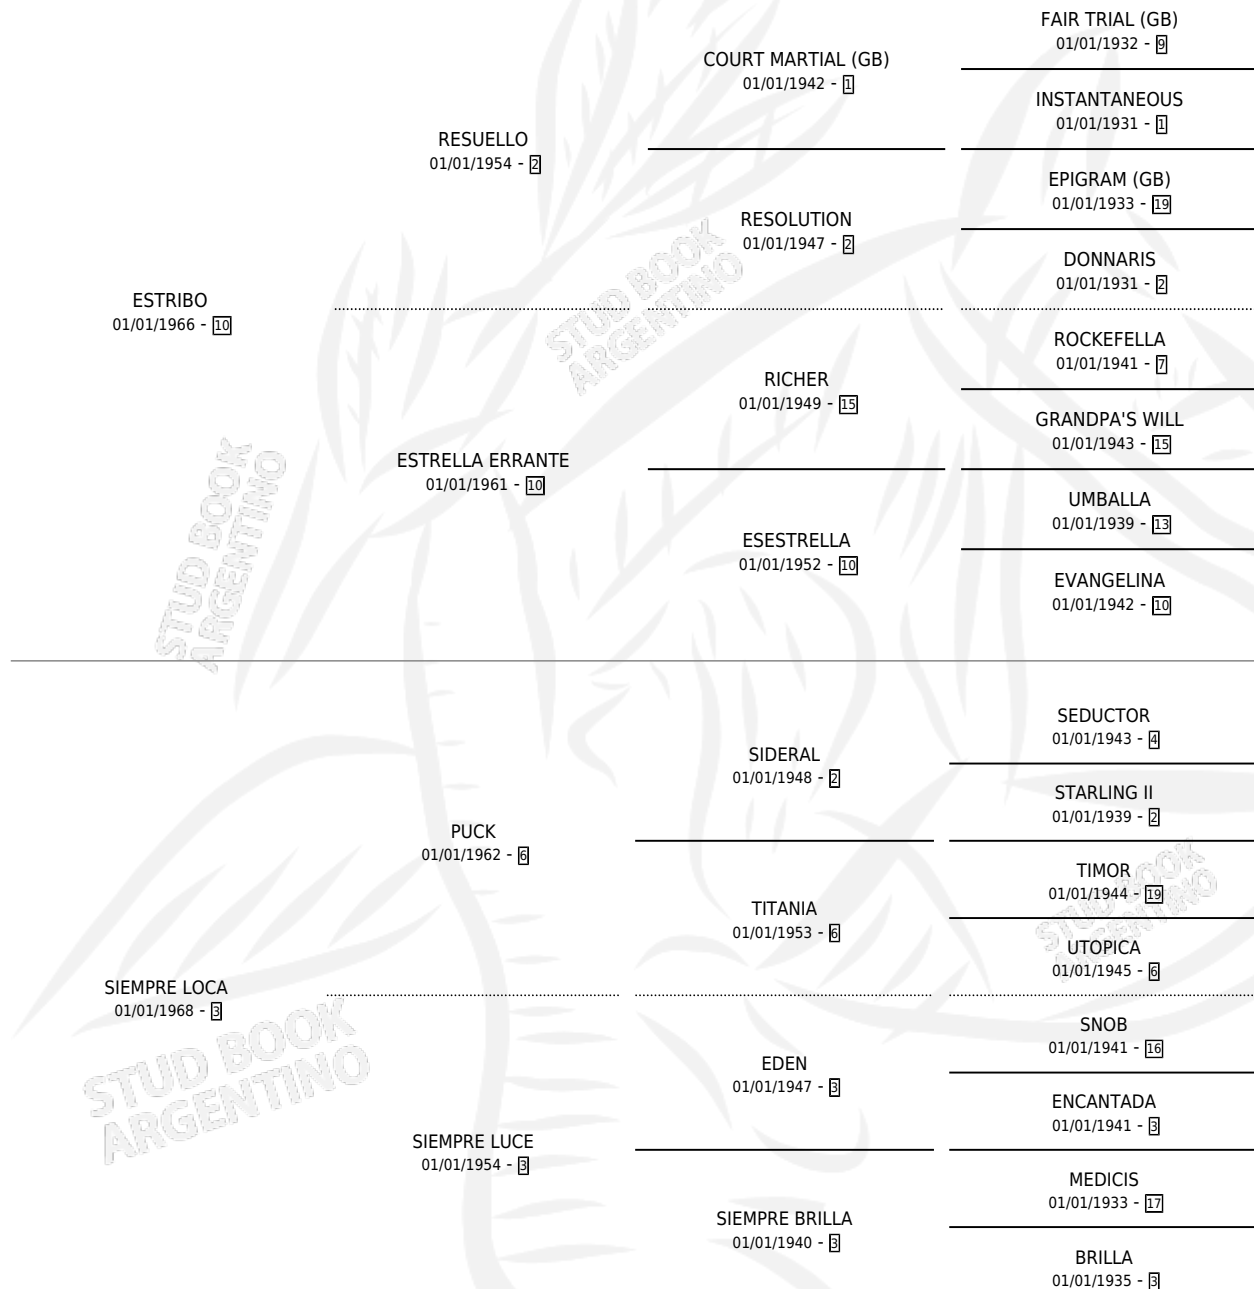 FAIR TRIAL (GB)
01/01/1932 - 9
COURT MARTIAL (GB)
01/01/1942 - 1
INSTANTANEOUS
01/01/1931 - 1
RESUELLO
01/01/1954 - 2
EPIGRAM (GB)
01/01/1933 - 19
RESOLUTION
01/01/1947 - 2
DONNARIS
01/01/1931 - 2
ESTRIBO
01/01/1966 - 10
ROCKEFELLA
01/01/1941 - 7
RICHER
01/01/1949 - 15
GRANDPA'S WILL
01/01/1943 - 15
ESTRELLA ERRANTE
01/01/1961 - 10
UMBALLA
01/01/1939 - 13
ESESTRELLA
01/01/1952 - 10
EVANGELINA
01/01/1942 - 10
SEDUCTOR
01/01/1943 - 4
SIDERAL
01/01/1948 - 2
STARLING II
01/01/1939 - 2
PUCK
01/01/1962 - 6
TIMOR
01/01/1944 - 19
TITANIA
01/01/1953 - 6
UTOPICA
01/01/1945 - 6
SIEMPRE LOCA
01/01/1968 - 3
SNOB
01/01/1941 - 16
EDEN
01/01/1947 - 3
ENCANTADA
01/01/1941 - 3
SIEMPRE LUCE
01/01/1954 - 3
MEDICIS
01/01/1933 - 17
SIEMPRE BRILLA
01/01/1940 - 3
BRILLA
01/01/1935 - 3
STUD BOOK
ARGENTINO
STUD BOOK
ARGENTINO
STUD BOOK
ARGENTINO
STUD BOOK
ARGENTINO